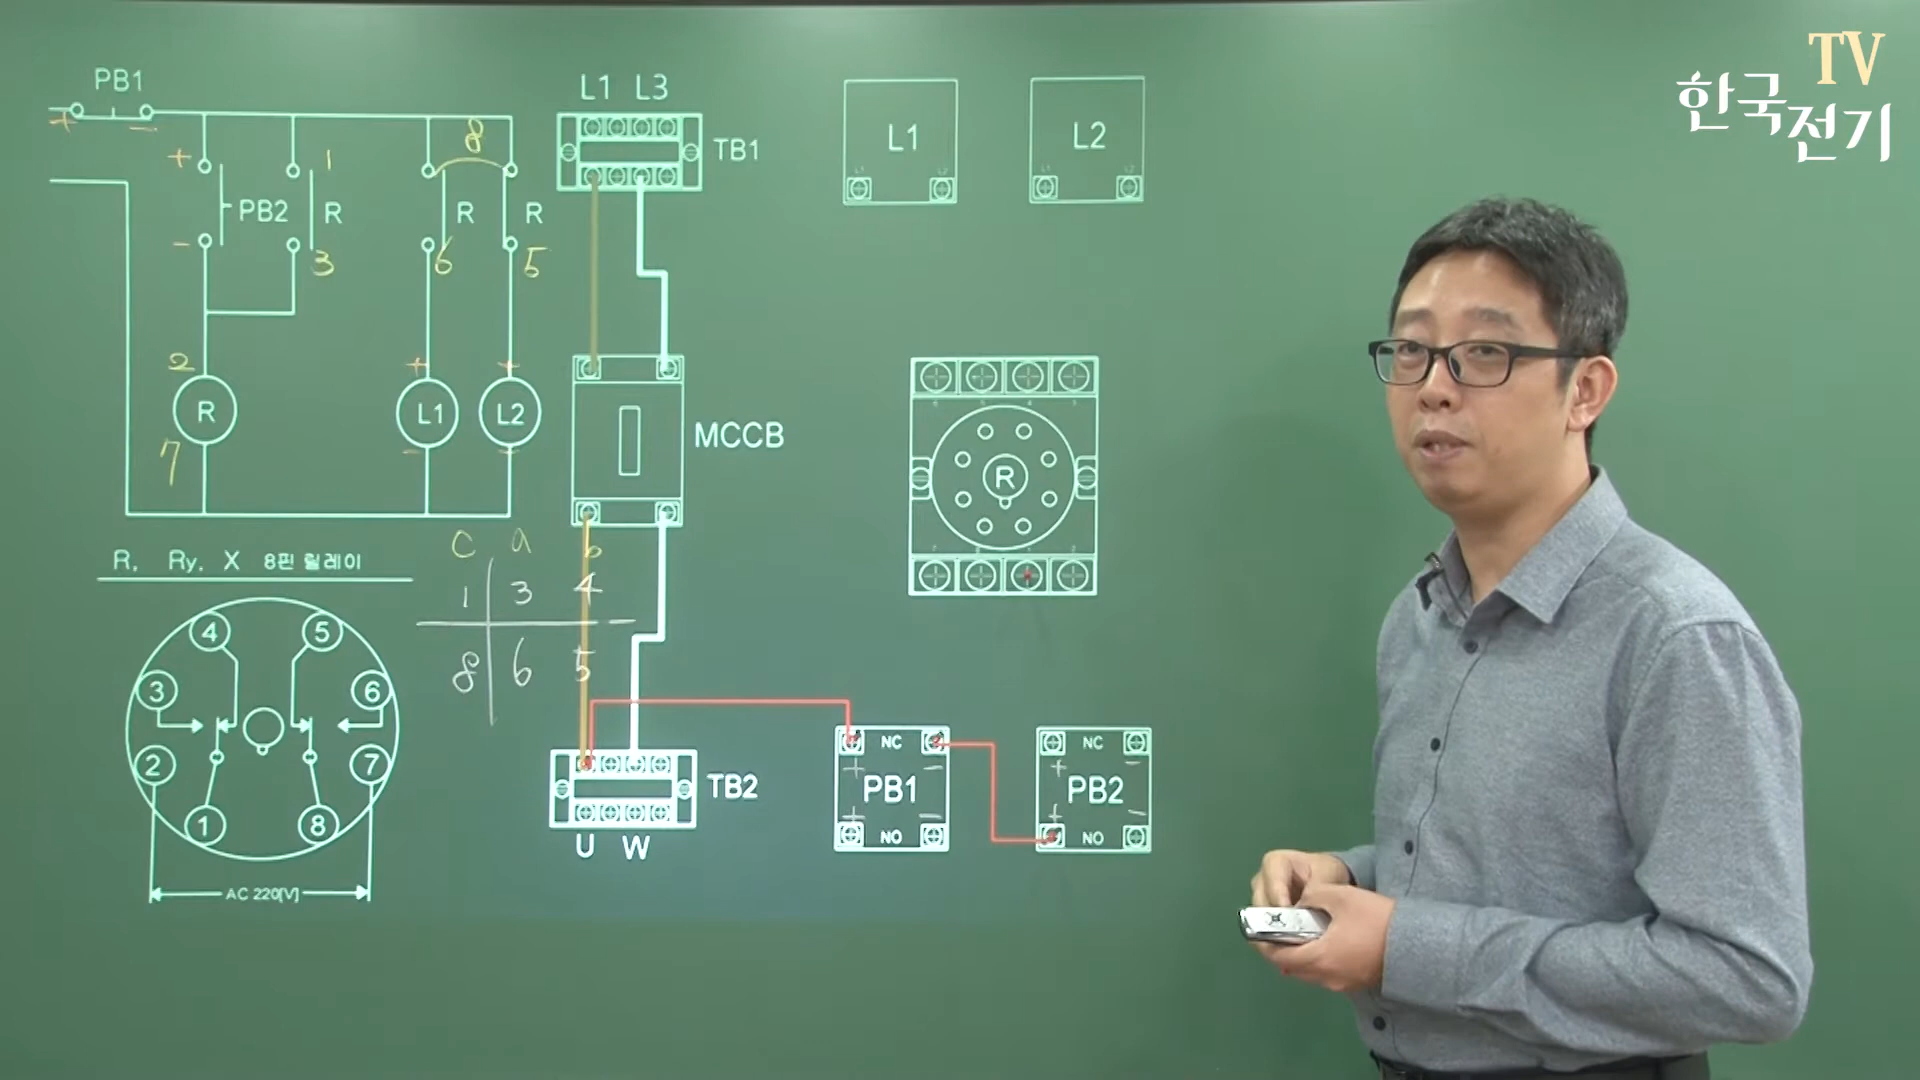 TV
한국전기
PB1
+ -
+
8
1
PB2
R
R
R
-
3
6
5
2
R
7
+
L1
-
+
L2
-
L1 L3
TB1
L1
L2
MCCB
R
R, Ry, X 8핀 릴레이
C a b
1 3 4
8 6 5
4 5
3 6
2 7
1 8
AC 220[V]
TB2
U W
NC
+ -
PB1
+ -
NO
NC
+ -
PB2
+ -
NO